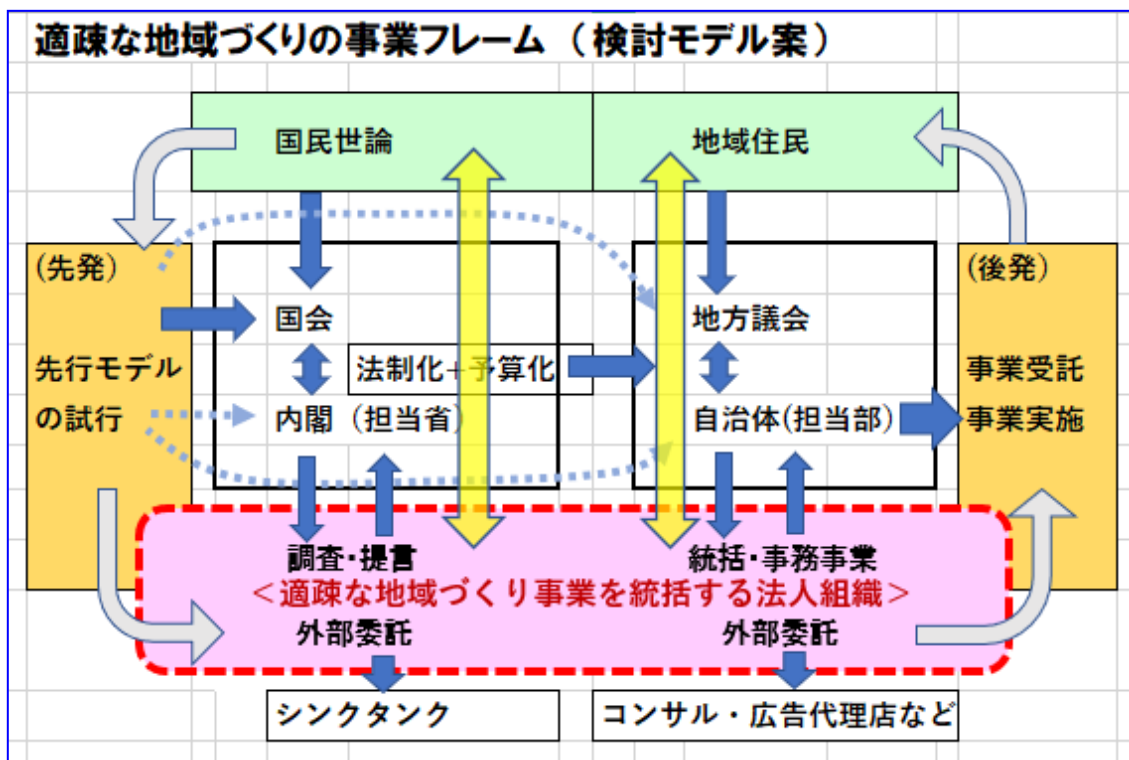 適疎な地域づくりの事業フレーム（検討モデル案）
国民世論
地域住民
(先発)
先行モデル
の試行
国会
法制化+予算化
内閣（担当省）
地方議会
自治体(担当部)
(後発)
事業受託
事業実施
調査・提言
統括・事務事業
＜適疎な地域づくり事業を統括する法人組織＞
外部委託
外部委託
シンクタンク
コンサル・広告代理店など